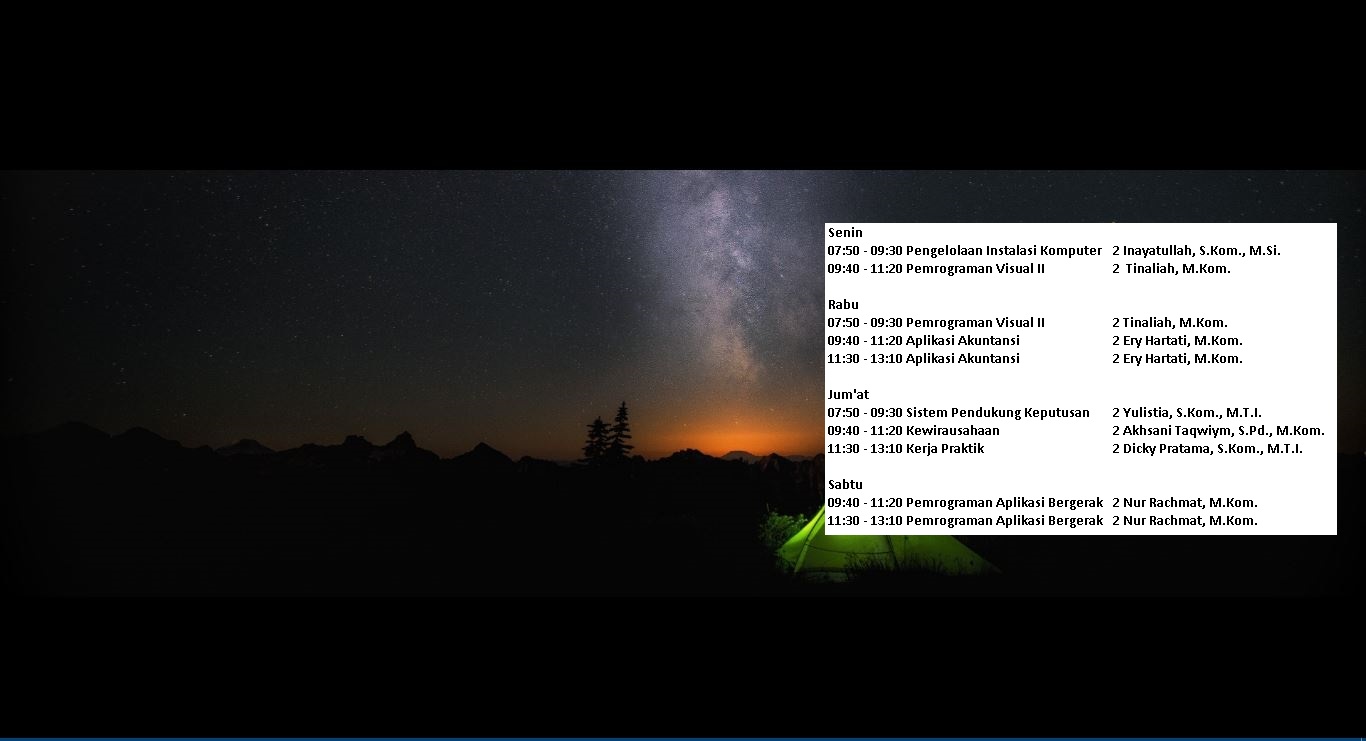 Senin
07:50 - 09:30 Pengelolaan Instalasi Komputer 2 Inayatullah, S.Kom., M.Si.
09:40 - 11:20 Pemrograman Visual II 2 Tinaliah, M.Kom.
Rabu
07:50 - 09:30 Pemrograman Visual II 2 Tinaliah, M.Kom.
09:40 - 11:20 Aplikasi Akuntansi 2 Ery Hartati, M.Kom.
11:30 - 13:10 Aplikasi Akuntansi 2 Ery Hartati, M.Kom.
Jum'at
07:50 - 09:30 Sistem Pendukung Keputusan 2 Yulistia, S.Kom., M.T.I.
09:40 - 11:20 Kewirausahaan 2 Akhsani Taqwiym, S.Pd., M.Kom.
11:30 - 13:10 Kerja Praktik 2 Dicky Pratama, S.Kom., M.T.I.
Sabtu
09:40 - 11:20 Pemrograman Aplikasi Bergerak 2 Nur Rachmat, M.Kom.
11:30 - 13:10 Pemrograman Aplikasi Bergerak 2 Nur Rachmat, M.Kom.